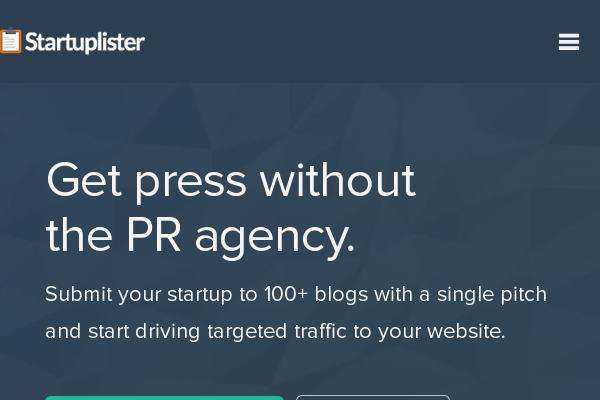 Startuplister
Get press without
the PR agency.
Submit your startup to 100+ blogs with a single pitch
and start driving targeted traffic to your website.